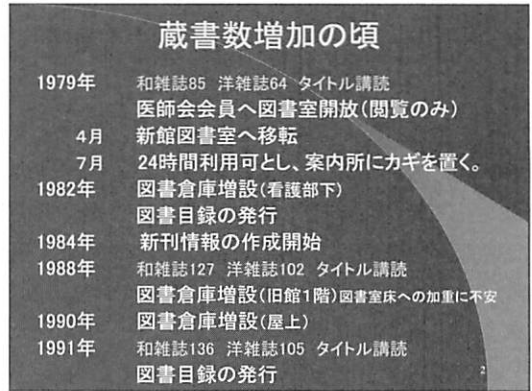 蔵書数増加の頃
1979年 和雑誌85 洋雑誌64 タイトル講読
医師会会員へ図書室開放(閲覧のみ)
4月 新館図書室へ移転
7月 24時間利用可とし、案内所にカギを置く。
1982年 図書倉庫増設(看護部下)
図書目録の発行
1984年 新刊情報の作成開始
1988年 和雑誌127 洋雑誌102 タイトル講読
図書倉庫増設(旧館1階)図書室床への加重に不安
1990年 図書倉庫増設(屋上)
1991年 和雑誌136 洋雑誌105 タイトル講読
図書目録の発行
2